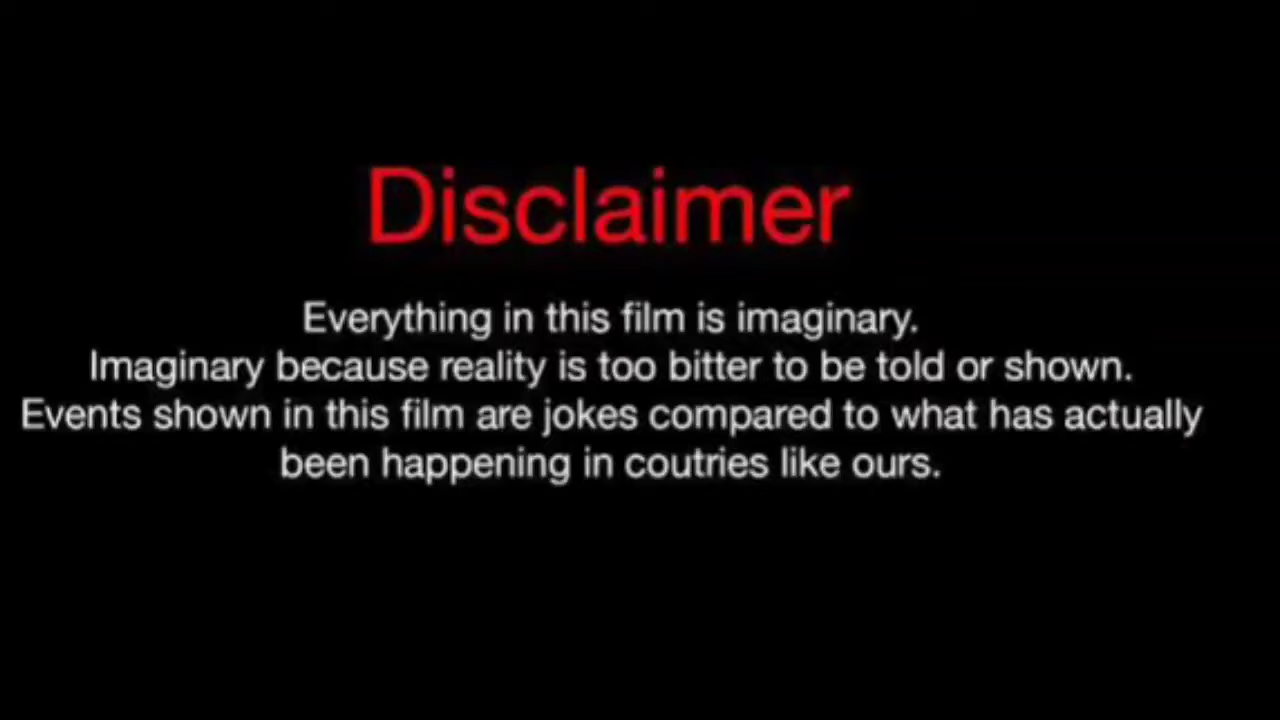 Disclaimer
Everything in this film is imaginary.
Imaginary because reality is too bitter to be told or shown.
Events shown in this film are jokes compared to what has actually
been happening in coutries like ours.